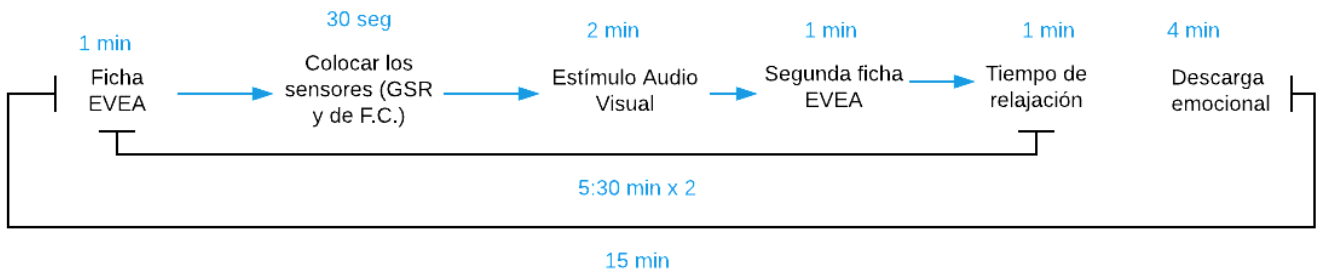 1 min
Ficha
EVEA
30 seg
Colocar los
sensores (GSR
y de F.C.)
2 min
Estímulo Audio
Visual
1 min
Segunda ficha
EVEA
1 min
Tiempo de
relajación
4 min
Descarga
emocional
5:30 min x 2
15 min